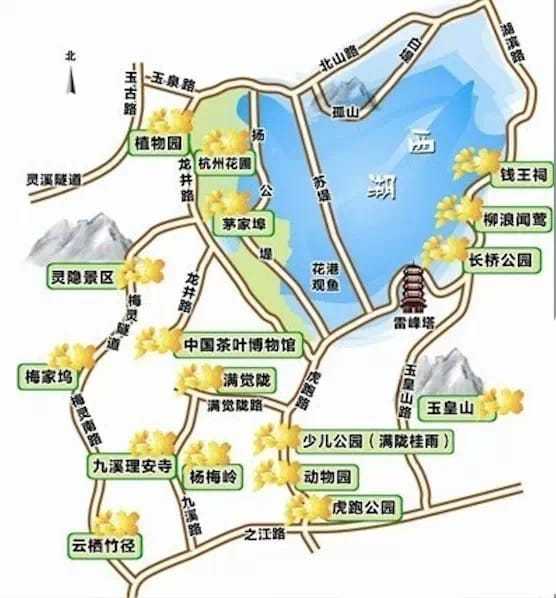 北
湖滨路
北山路
白堤
玉泉路
玉古路
孤山
植物园
扬公堤
西湖
杭州花圃
龙井路
苏堤
钱王祠
灵溪隧道
茅家埠
柳浪闻莺
长桥公园
灵隐景区
龙井路
花港
观鱼
梅灵隧道
雷峰塔
中国茶叶博物馆
梅家坞
满觉陇
虎跑路
玉皇山路
满觉陇路
玉皇山
梅灵南路
少儿公园（满陇桂雨）
九溪理安寺
杨梅岭
动物园
九溪路
虎跑公园
云栖竹径
之江路